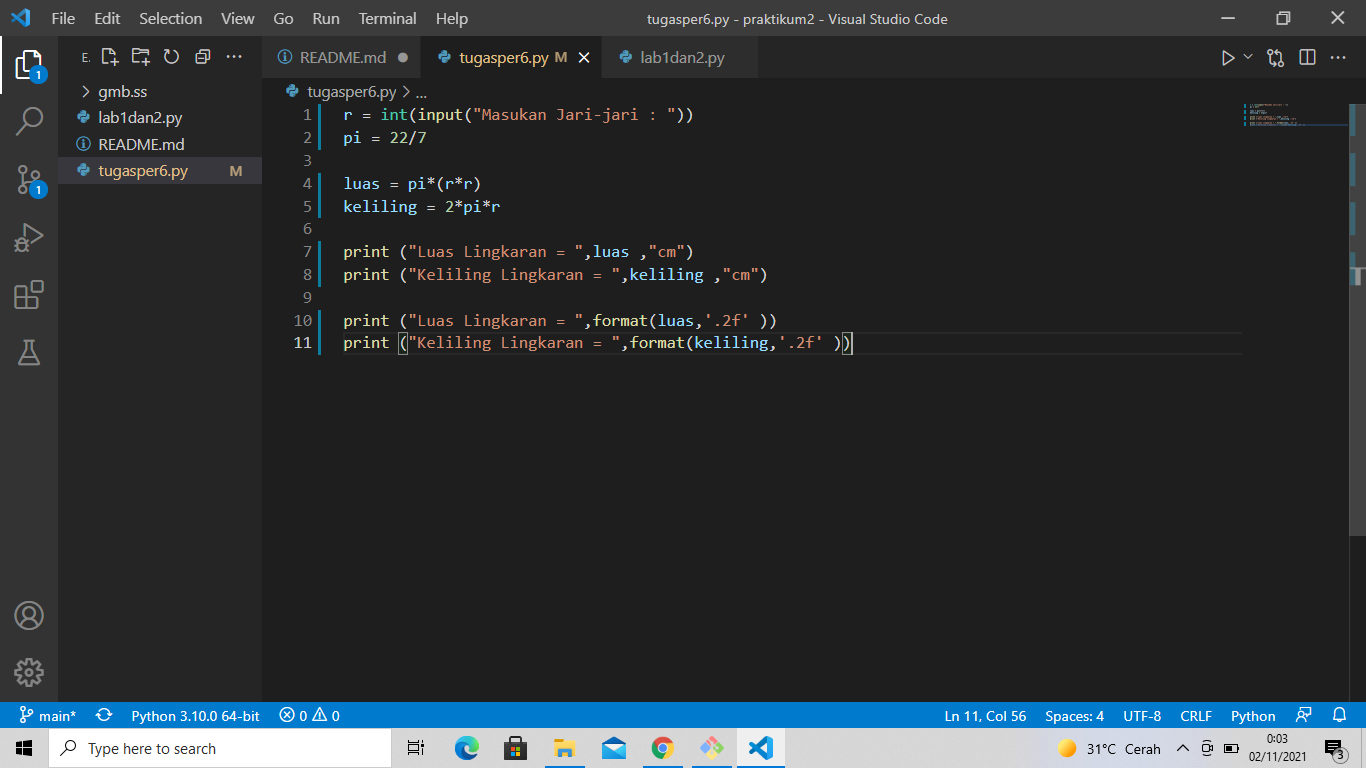 File Edit Selection View Go Run Terminal Help tugasper6.py - praktikum2 - Visual Studio Code
1
1
E.
gmb.ss
lab1dan2.py
README.md
tugasper6.py M
README.md
tugasper6.py M
lab1dan2.py
tugasper6.py > ...
1 r = int(input("Masukan Jari-jari : "))
2 pi = 22/7
3
4 luas = pi*(r*r)
5 keliling = 2*pi*r
6
7 print ("Luas Lingkaran = ",luas ,"cm")
8 print ("Keliling Lingkaran = ",keliling ,"cm")
9
10 print ("Luas Lingkaran = ",format(luas,'.2f' ))
11 print ("Keliling Lingkaran = ",format(keliling,'.2f' ))
main* Python 3.10.0 64-bit 0 0 Ln 11, Col 56 Spaces: 4 UTF-8 CRLF Python
Type here to search
31°C Cerah
0:03
02/11/2021
3